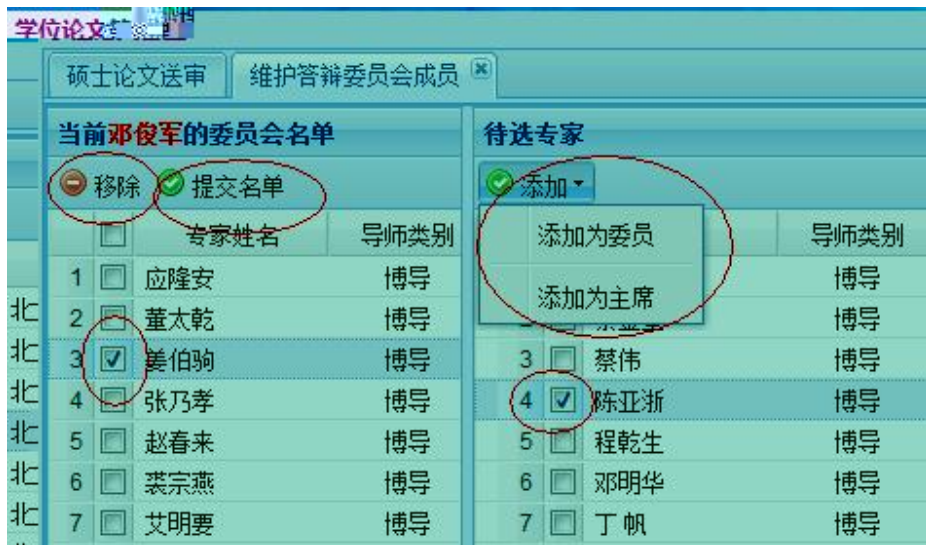 学位论文
硕士论文送审 维护答辩委员会成员
当前邓俊军的委员会名单 待选专家
移除 提交名单 添加
专家姓名 导师类别 添加为委员 导师类别
1 应隆安 博导 博导
北 2 董太乾 博导 添加为主席 博导
北 3 姜伯驹 博导 3 蔡伟 博导
北 4 张乃孝 博导 4 陈亚浙 博导
北 5 赵春来 博导 5 程乾生 博导
北 6 裘宗燕 博导 6 邓明华 博导
北 7 艾明要 博导 7 丁帆 博导